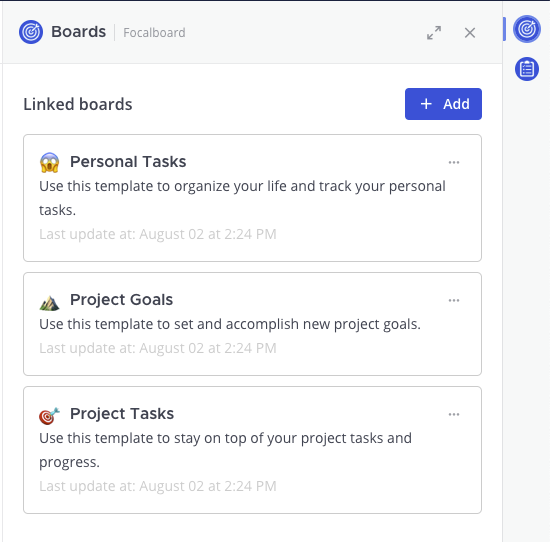 Boards Focalboard
Linked boards
+ Add
Personal Tasks
Use this template to organize your life and track your personal
tasks.
Last update at: August 02 at 2:24 PM
Project Goals
Use this template to set and accomplish new project goals.
Last update at: August 02 at 2:24 PM
Project Tasks
Use this template to stay on top of your project tasks and
progress.
Last update at: August 02 at 2:24 PM